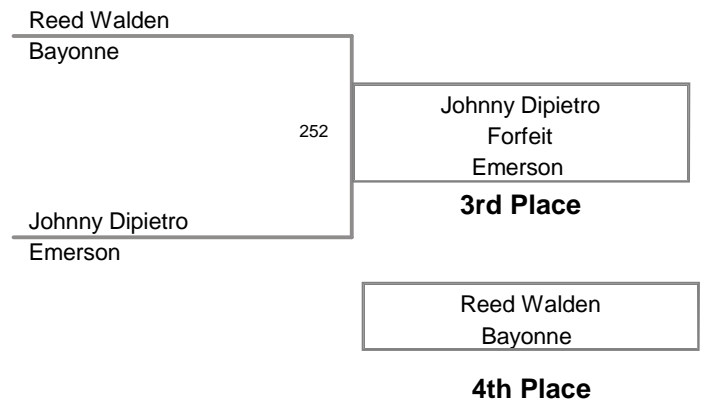 Reed Walden
Bayonne
252
Johnny Dipietro
Forfeit
Emerson
3rd Place
Johnny Dipietro
Emerson
Reed Walden
Bayonne
4th Place